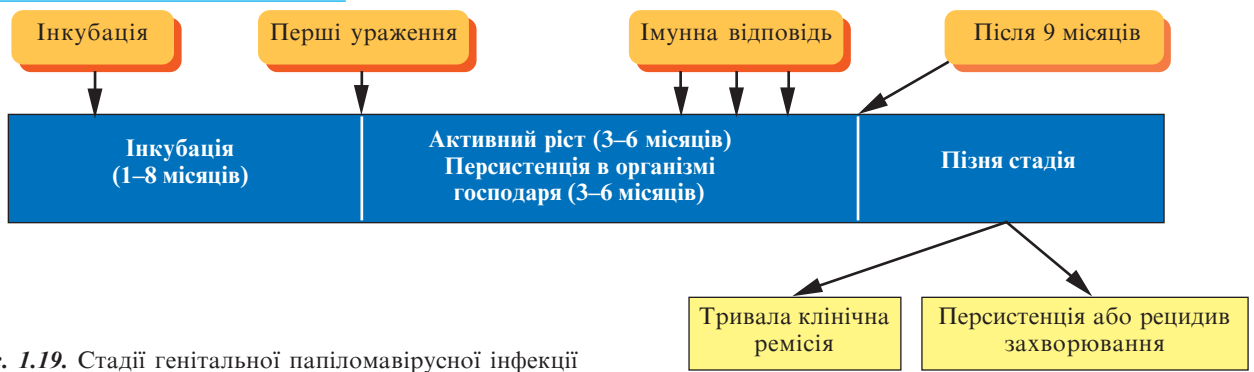 Інкубація
Перші ураження
Імунна відповідь
Після 9 місяців
Інкубація
(1–8 місяців)
Активний ріст (3–6 місяців)
Персистенція в організмі
господаря (3–6 місяців)
Пізня стадія
Тривала клінічна
ремісія
Персистенція або рецидив
захворювання
1.19. Стадії генітальної папіломавірусної інфекції